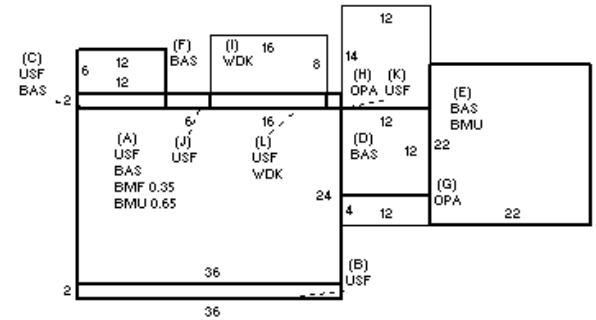 12
(C)
USF
BAS
(F)
BAS
(I)
WDK
16
12
6
12
8
14
(H) (K)
OPA USF
(E)
BAS
BMU
2
6
16
12
(A)
USF
BAS
BMF 0.35
BMU 0.65
(J)
USF
(L)
USF
WDK
(D)
BAS
12
22
24
(G)
OPA
4
12
22
36
(B)
USF
2
36